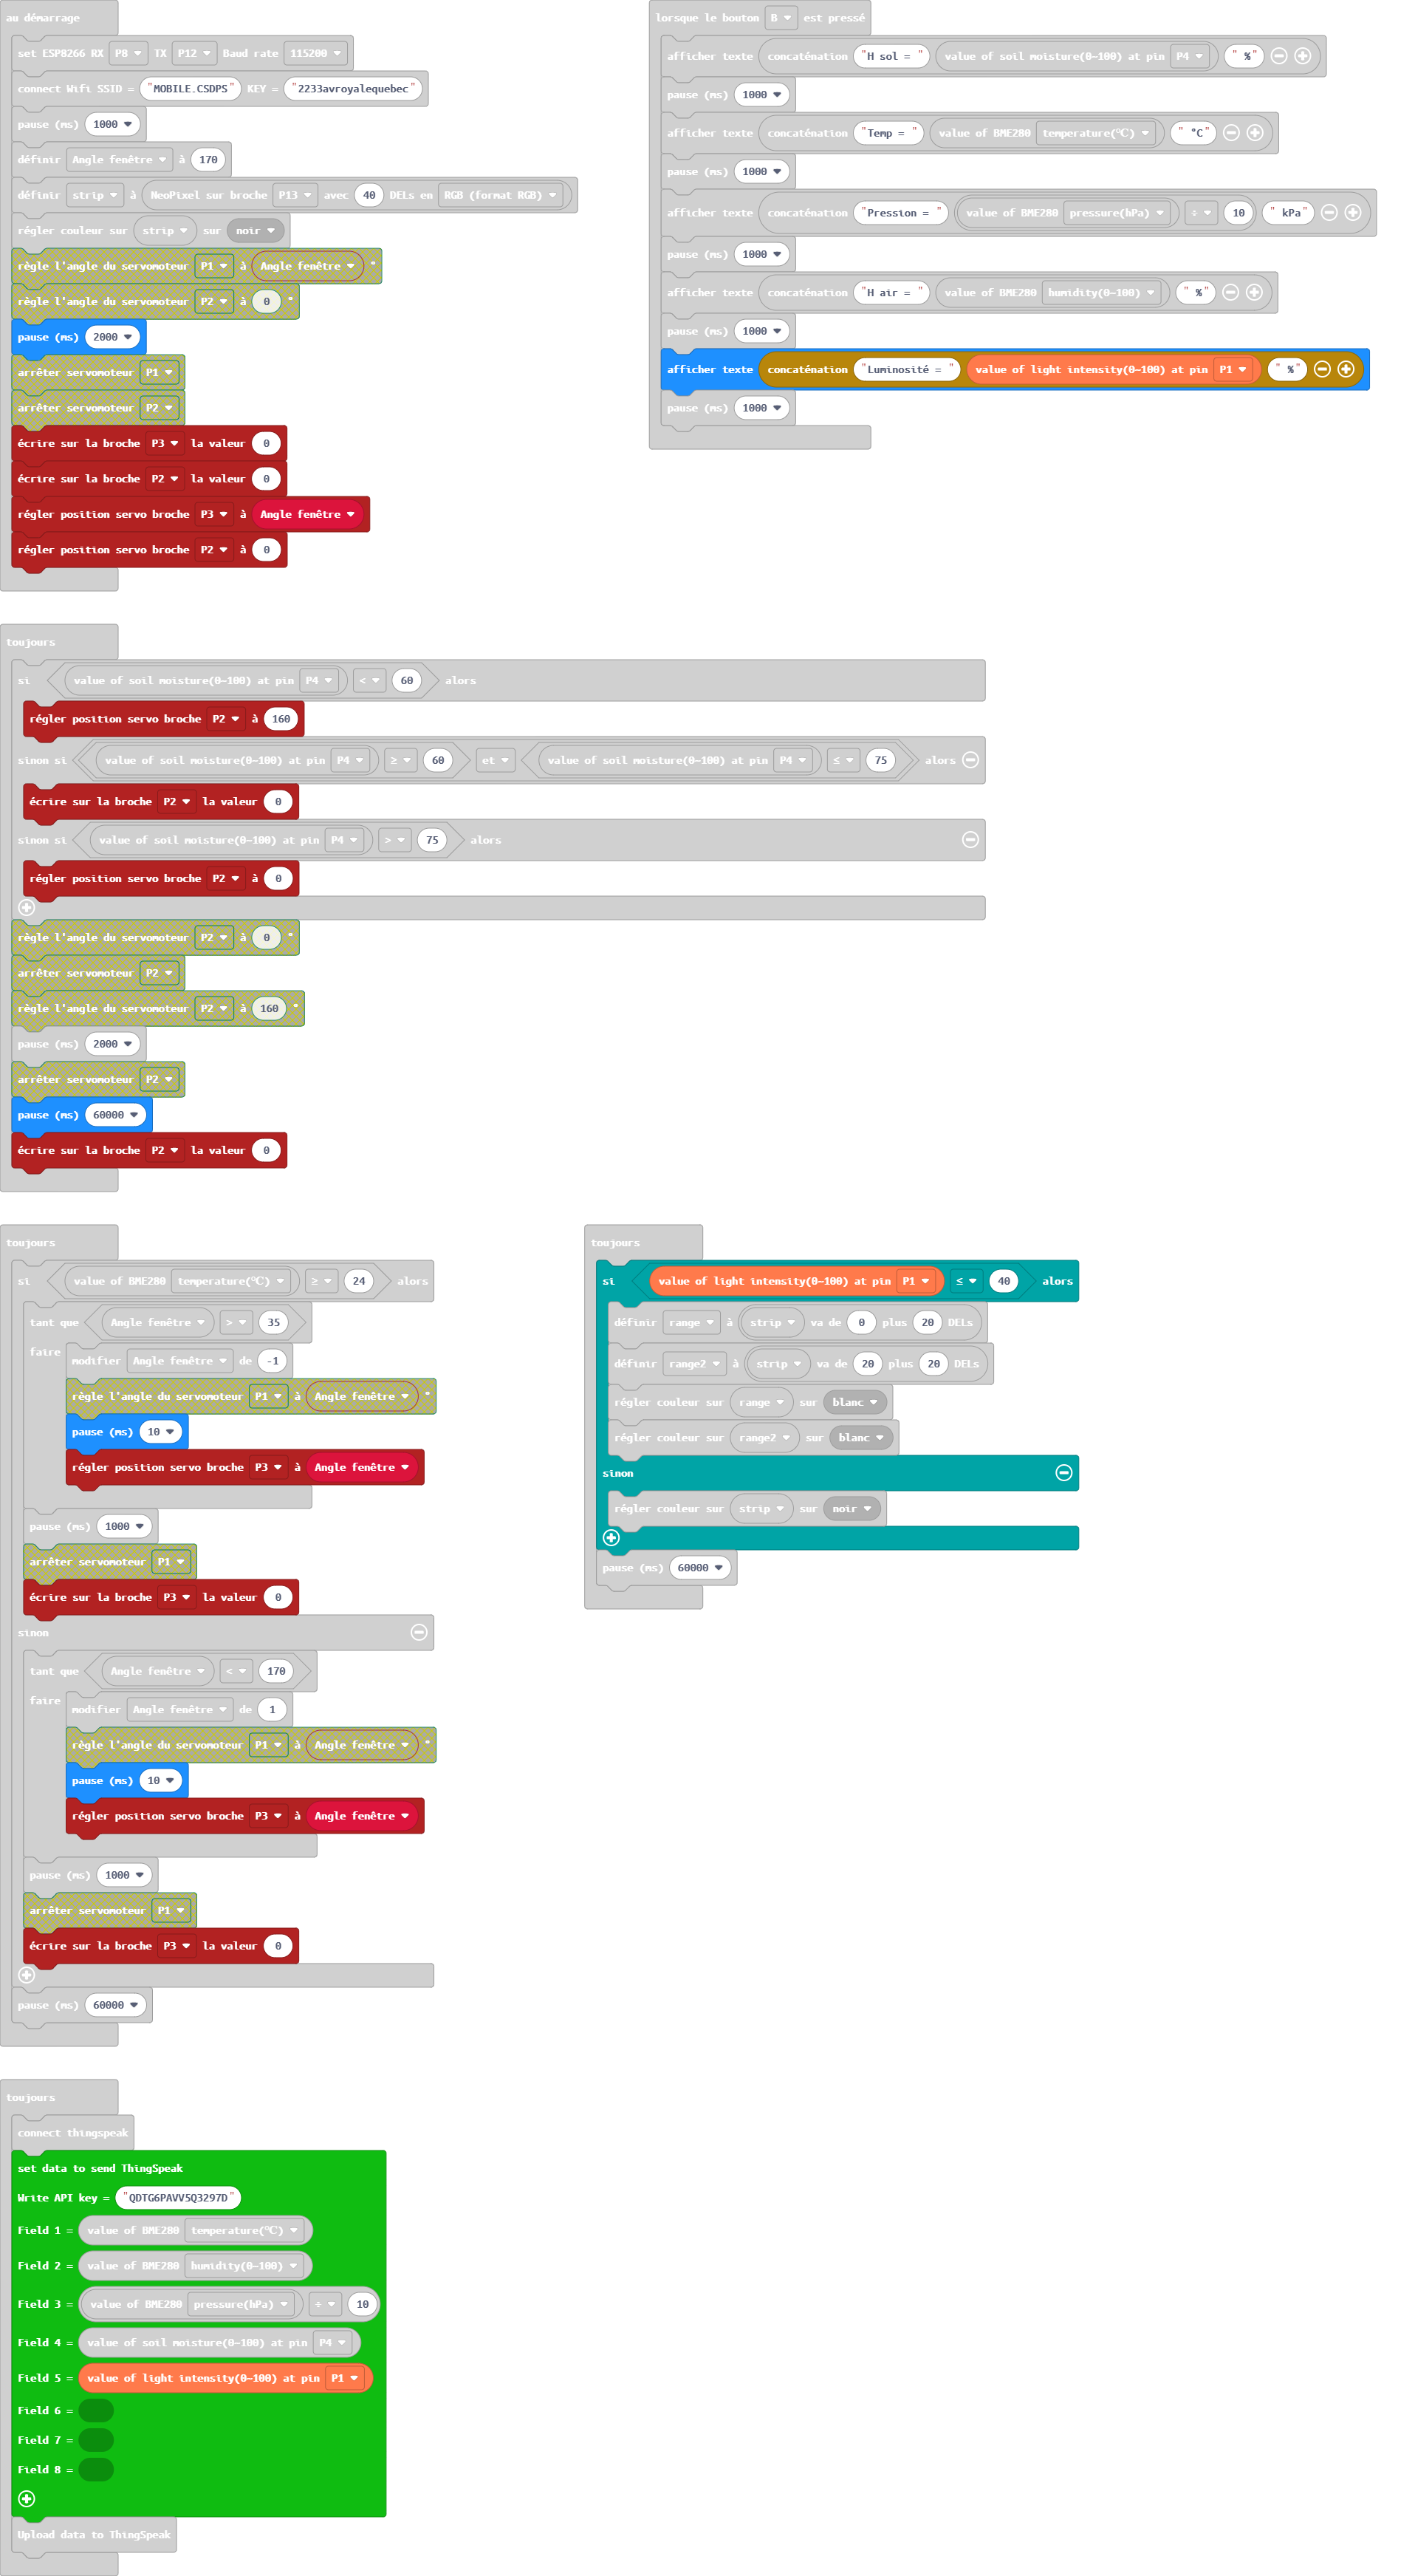 au démarrage
set ESP8266 RX P8 TX P12 Baud rate 115200
connect Wifi SSID = "MOBILE.CSDPS" KEY = "2233avroyalequebec"
pause (ms) 1000
définir Angle fenêtre à 170
définir strip à NeoPixel sur broche P13 avec 40 DELs en RGB (format RGB)
régler couleur sur strip sur noir
règle l'angle du servomoteur P1 à Angle fenêtre °
règle l'angle du servomoteur P2 à 0 °
pause (ms) 2000
arrêter servomoteur P1
arrêter servomoteur P2
écrire sur la broche P3 la valeur 0
écrire sur la broche P2 la valeur 0
régler position servo broche P3 à Angle fenêtre
régler position servo broche P2 à 0
lorsque le bouton B est pressé
afficher texte concaténation "H sol = " value of soil moisture(0-100) at pin P4 " %"
pause (ms) 1000
afficher texte concaténation "Temp = " value of BME280 temperature(℃) " °C"
pause (ms) 1000
afficher texte concaténation "Pression = " value of BME280 pressure(hPa) ÷ 10 " kPa"
pause (ms) 1000
afficher texte concaténation "H air = " value of BME280 humidity(0-100) " %"
pause (ms) 1000
afficher texte concaténation "Luminosité = " value of light intensity(0-100) at pin P1 " %"
pause (ms) 1000
toujours
si value of soil moisture(0-100) at pin P4 < 60 alors
régler position servo broche P2 à 160
sinon si value of soil moisture(0-100) at pin P4 ≥ 60 et value of soil moisture(0-100) at pin P4 ≤ 75 alors
écrire sur la broche P2 la valeur 0
sinon si value of soil moisture(0-100) at pin P4 > 75 alors
régler position servo broche P2 à 0
règle l'angle du servomoteur P2 à 0 °
arrêter servomoteur P2
règle l'angle du servomoteur P2 à 160 °
pause (ms) 2000
arrêter servomoteur P2
pause (ms) 60000
écrire sur la broche P2 la valeur 0
toujours
si value of BME280 temperature(℃) ≥ 24 alors
tant que Angle fenêtre > 35
faire modifier Angle fenêtre de -1
règle l'angle du servomoteur P1 à Angle fenêtre °
pause (ms) 10
régler position servo broche P3 à Angle fenêtre
pause (ms) 1000
arrêter servomoteur P1
écrire sur la broche P3 la valeur 0
sinon
tant que Angle fenêtre < 170
faire modifier Angle fenêtre de 1
règle l'angle du servomoteur P1 à Angle fenêtre °
pause (ms) 10
régler position servo broche P3 à Angle fenêtre
pause (ms) 1000
arrêter servomoteur P1
écrire sur la broche P3 la valeur 0
pause (ms) 60000
toujours
si value of light intensity(0-100) at pin P1 ≤ 40 alors
définir range à strip va de 0 plus 20 DELs
définir range2 à strip va de 20 plus 20 DELs
régler couleur sur range sur blanc
régler couleur sur range2 sur blanc
sinon
régler couleur sur strip sur noir
pause (ms) 60000
toujours
connect thingspeak
set data to send ThingSpeak
Write API key = "QDTG6PAVV5Q3297D"
Field 1 = value of BME280 temperature(℃)
Field 2 = value of BME280 humidity(0-100)
Field 3 = value of BME280 pressure(hPa) ÷ 10
Field 4 = value of soil moisture(0-100) at pin P4
Field 5 = value of light intensity(0-100) at pin P1
Field 6 =
Field 7 =
Field 8 =
Upload data to ThingSpeak